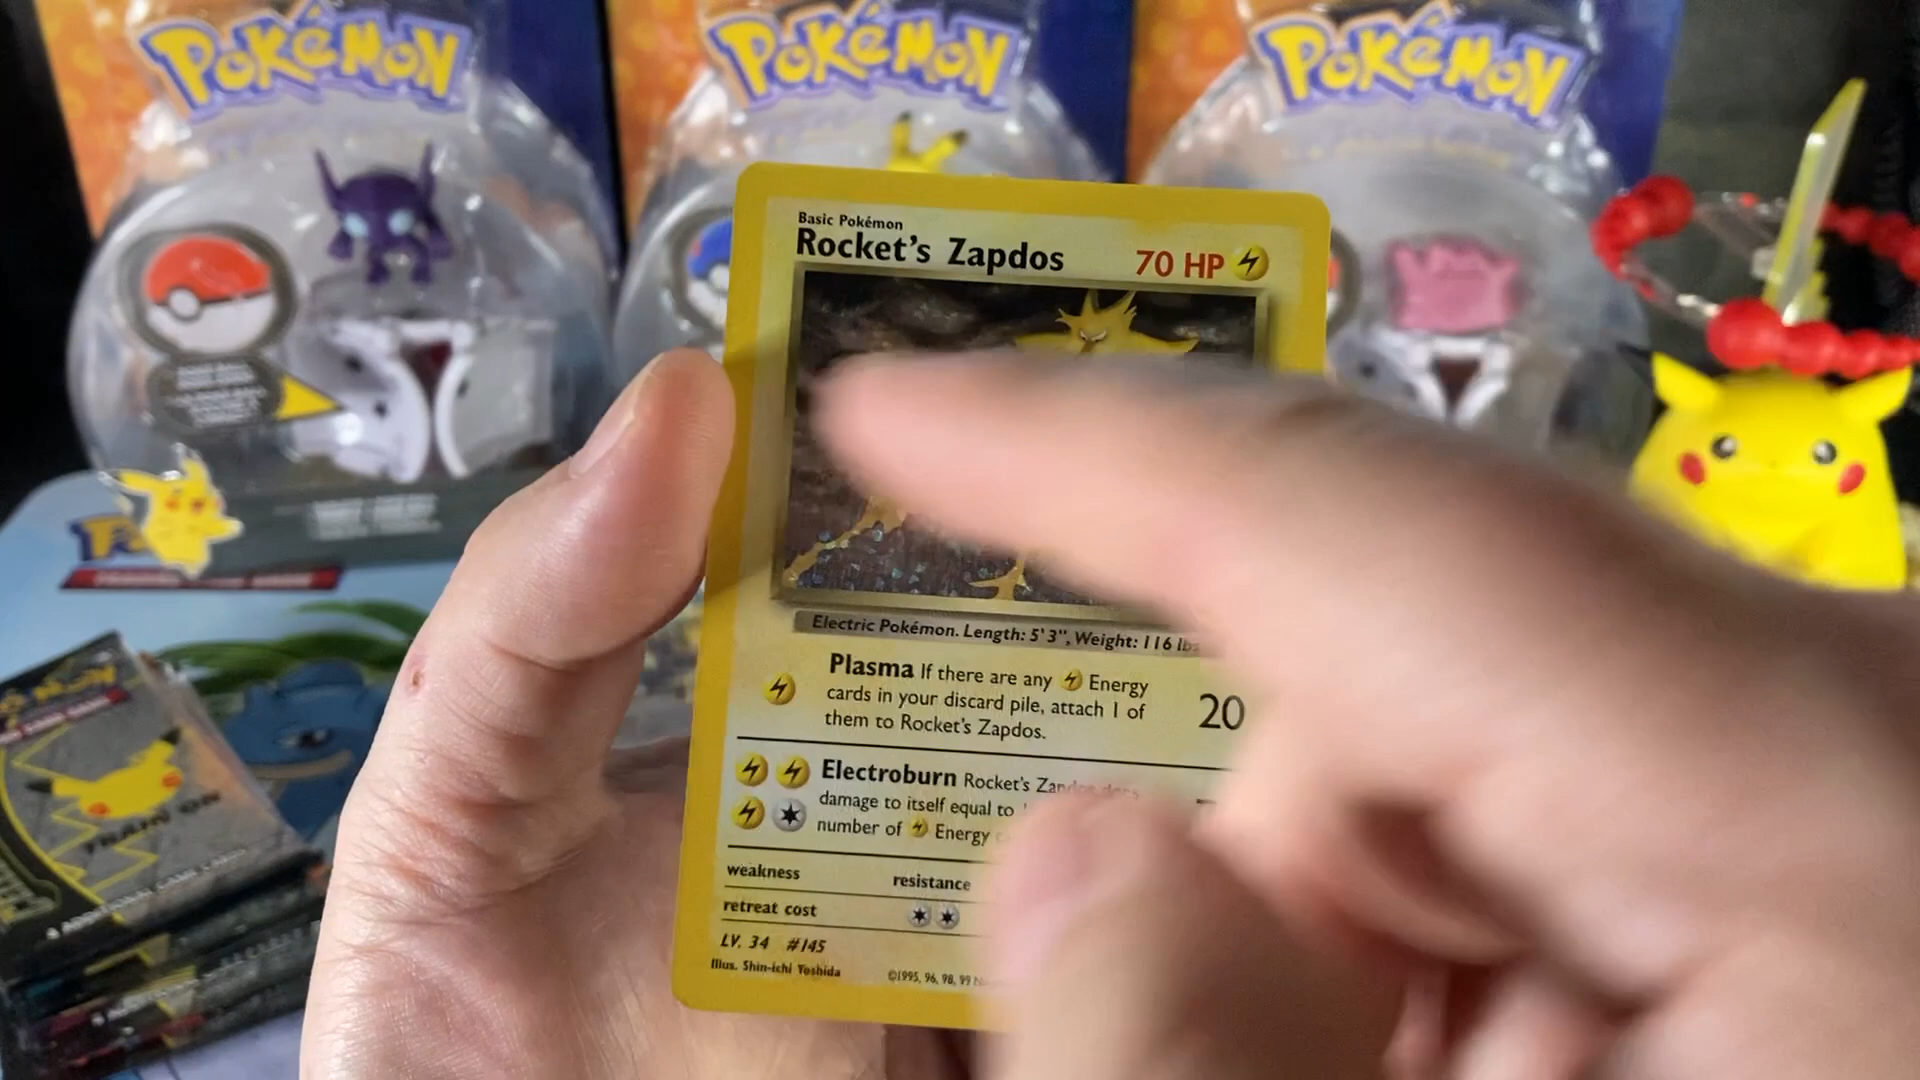 POKéMON
POKéMON
POKéMON
Basic Pokémon
Rocket's Zapdos
70 HP
Electric Pokémon. Length: 5' 3", Weight: 116 lbs
Plasma If there are any Energy
cards in your discard pile, attach 1 of
them to Rocket's Zapdos.
20
Electroburn Rocket's Zapdos does
damage to itself equal to
number of Energy
weakness
resistance
retreat cost
LV. 34 #145
Illus. Shin-ichi Yoshida
©1995, 96, 98, 99
TRAIN ON